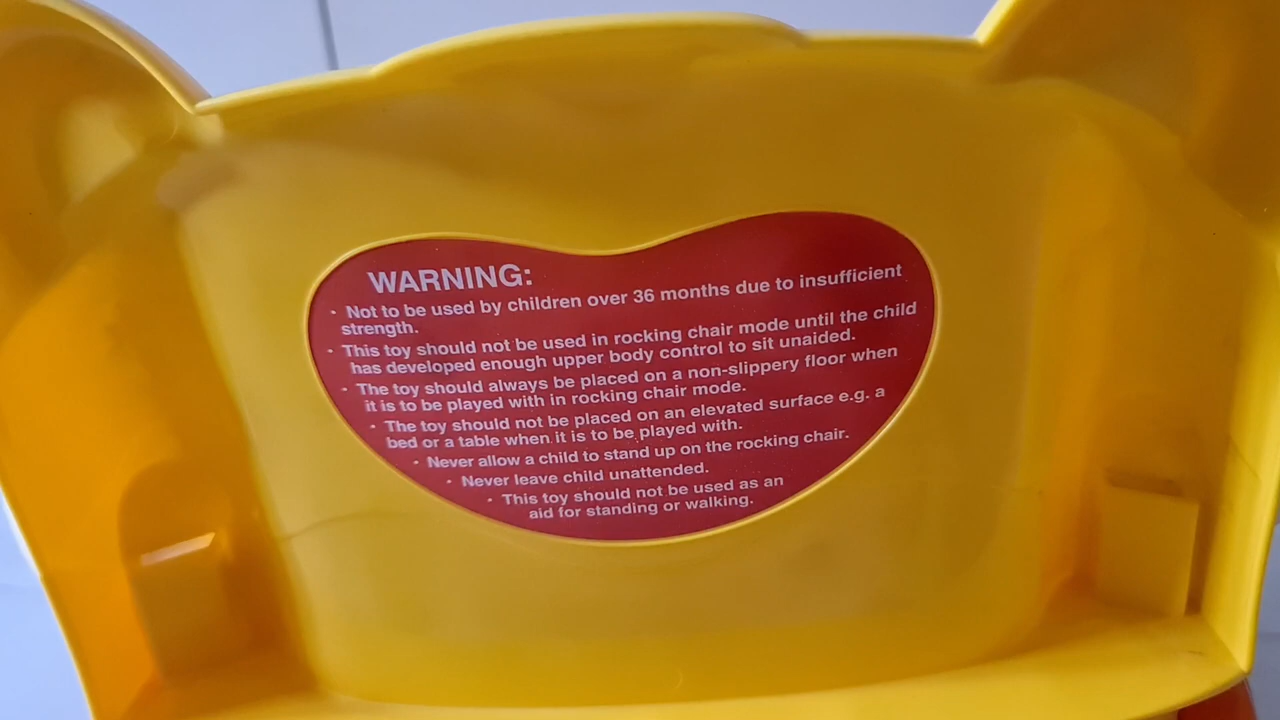 WARNING:
• Not to be used by children over 36 months due to insufficient
strength.
• This toy should not be used in rocking chair mode until the child
has developed enough upper body control to sit unaided.
• The toy should always be placed on a non-slippery floor when
it is to be played with in rocking chair mode.
• The toy should not be placed on an elevated surface e.g. a
bed or a table when it is to be played with.
• Never allow a child to stand up on the rocking chair.
• Never leave child unattended.
• This toy should not be used as an
aid for standing or walking.